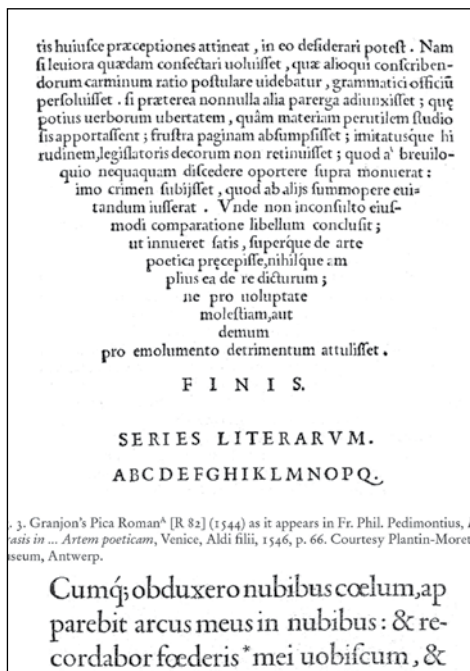 tis huiuſce præceptiones attineat, in eo deſiderari poteſt. Nam
ſi leuiora quædam conſectari uoluiſſet, quæ alioqui conſcriben-
dorum carminum ratio poſtulare uidebatur, grammatici officiū
perſoluiſſet. ſi præterea nonnulla alia parerga adiunxiſſet; quę
potius uerborum ubertatem, quâm materiam perutilem ſtudio
ſis apportaſſent; fruſtra paginam abſumpſiſſet; imitatusque hi
rudinem, legiſlatoris decorum non retinuiſſet; quod a᾽ breuilo-
quio nequaquam diſcedere oportere ſupra monuerat:
imo crimen ſubijſſet, quod ab alijs ſummopere eui=
tandum iuſſerat. Vnde non inconſulto eiuſ-
modi comparatione libellum concluſit;
ut innueret ſatis, ſuperque de arte
poetica pręcepiſſe, nihilque am
plius ea de re dicturum;
ne pro uoluptate
moleſtiam, aut
demum
pro emolumento detrimentum attuliſſet.
F I N I S.
SERIES LITERARVM.
ABCDEFGHIKLMNOPQ.
. 3. Granjon's Pica Romanᴬ [R 82] (1544) as it appears in Fr. Phil. Pedimontius,
rasis in ... Artem poeticam, Venice, Aldi filii, 1546, p. 66. Courtesy Plantin-Moret
useum, Antwerp.
Cumq́; obduxero nubibus cœlum, ap
parebit arcus meus in nubibus: & re-
cordabor fœderis * mei uobiſcum, &